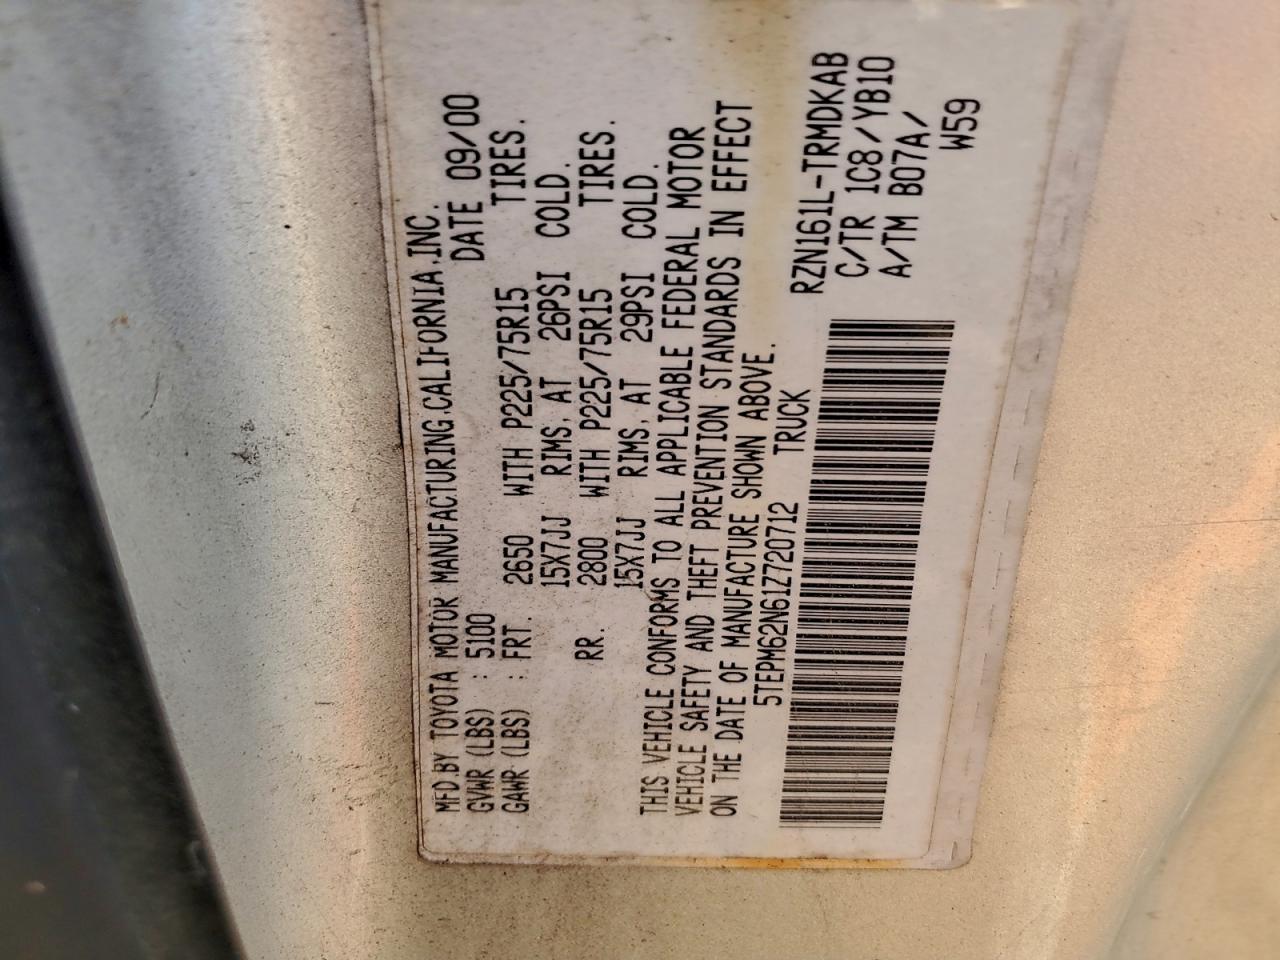 MFD.BY TOYOTA MOTOR MANUFACTURING.CALIFORNIA,INC.
GVWR (LBS) : 5100 DATE 09/00
GAWR (LBS) : FRT. 2650 WITH P225/75R15 TIRES.
15X7JJ RIMS, AT 26PSI COLD.
RR. 2800 WITH P225/75R15 TIRES.
15X7JJ RIMS, AT 29PSI COLD.
THIS VEHICLE CONFORMS TO ALL APPLICABLE FEDERAL MOTOR
VEHICLE SAFETY AND THEFT PREVENTION STANDARDS IN EFFECT
ON THE DATE OF MANUFACTURE SHOWN ABOVE.
5TEPM62N61Z720712 TRUCK
RZN161L-TRMDKAB
C/TR 1C8/YB10
A/TM B07A/
W59